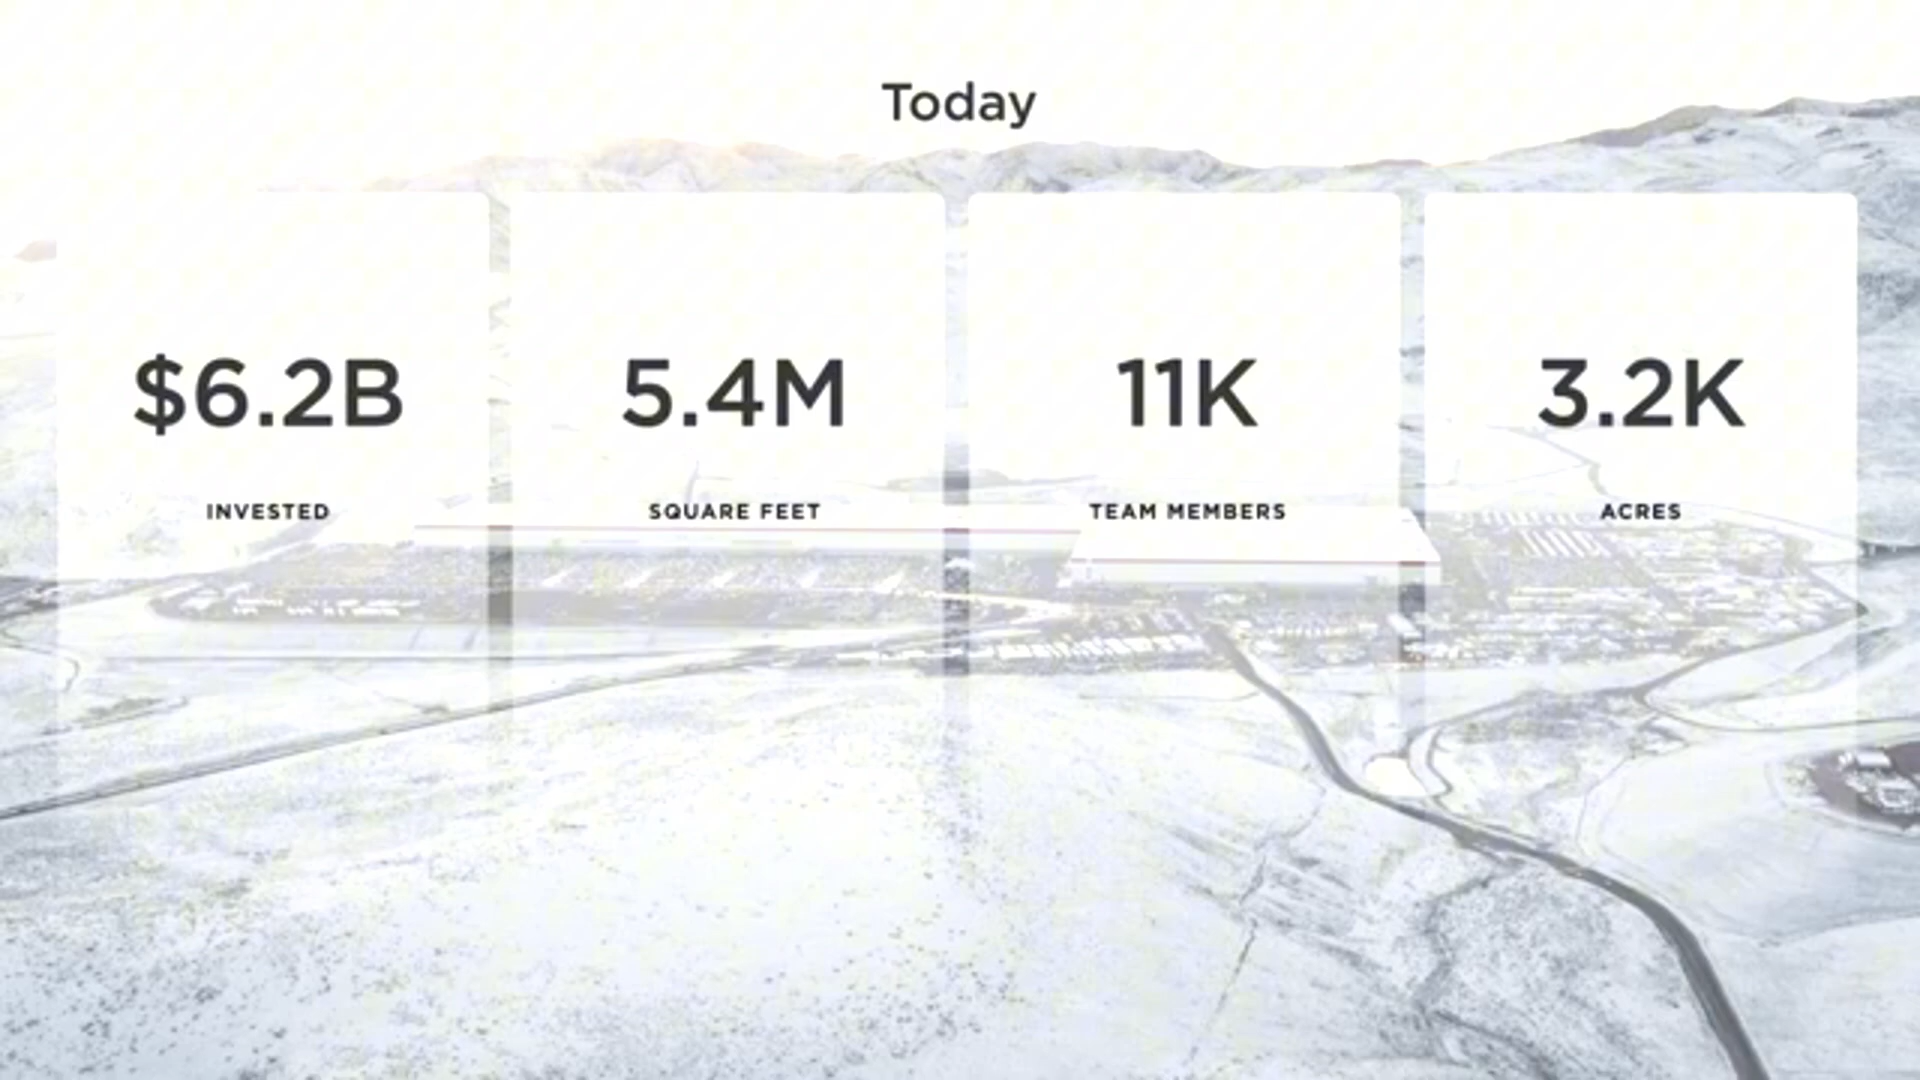 Today
$6.2B
INVESTED
5.4M
SQUARE FEET
11K
TEAM MEMBERS
3.2K
ACRES